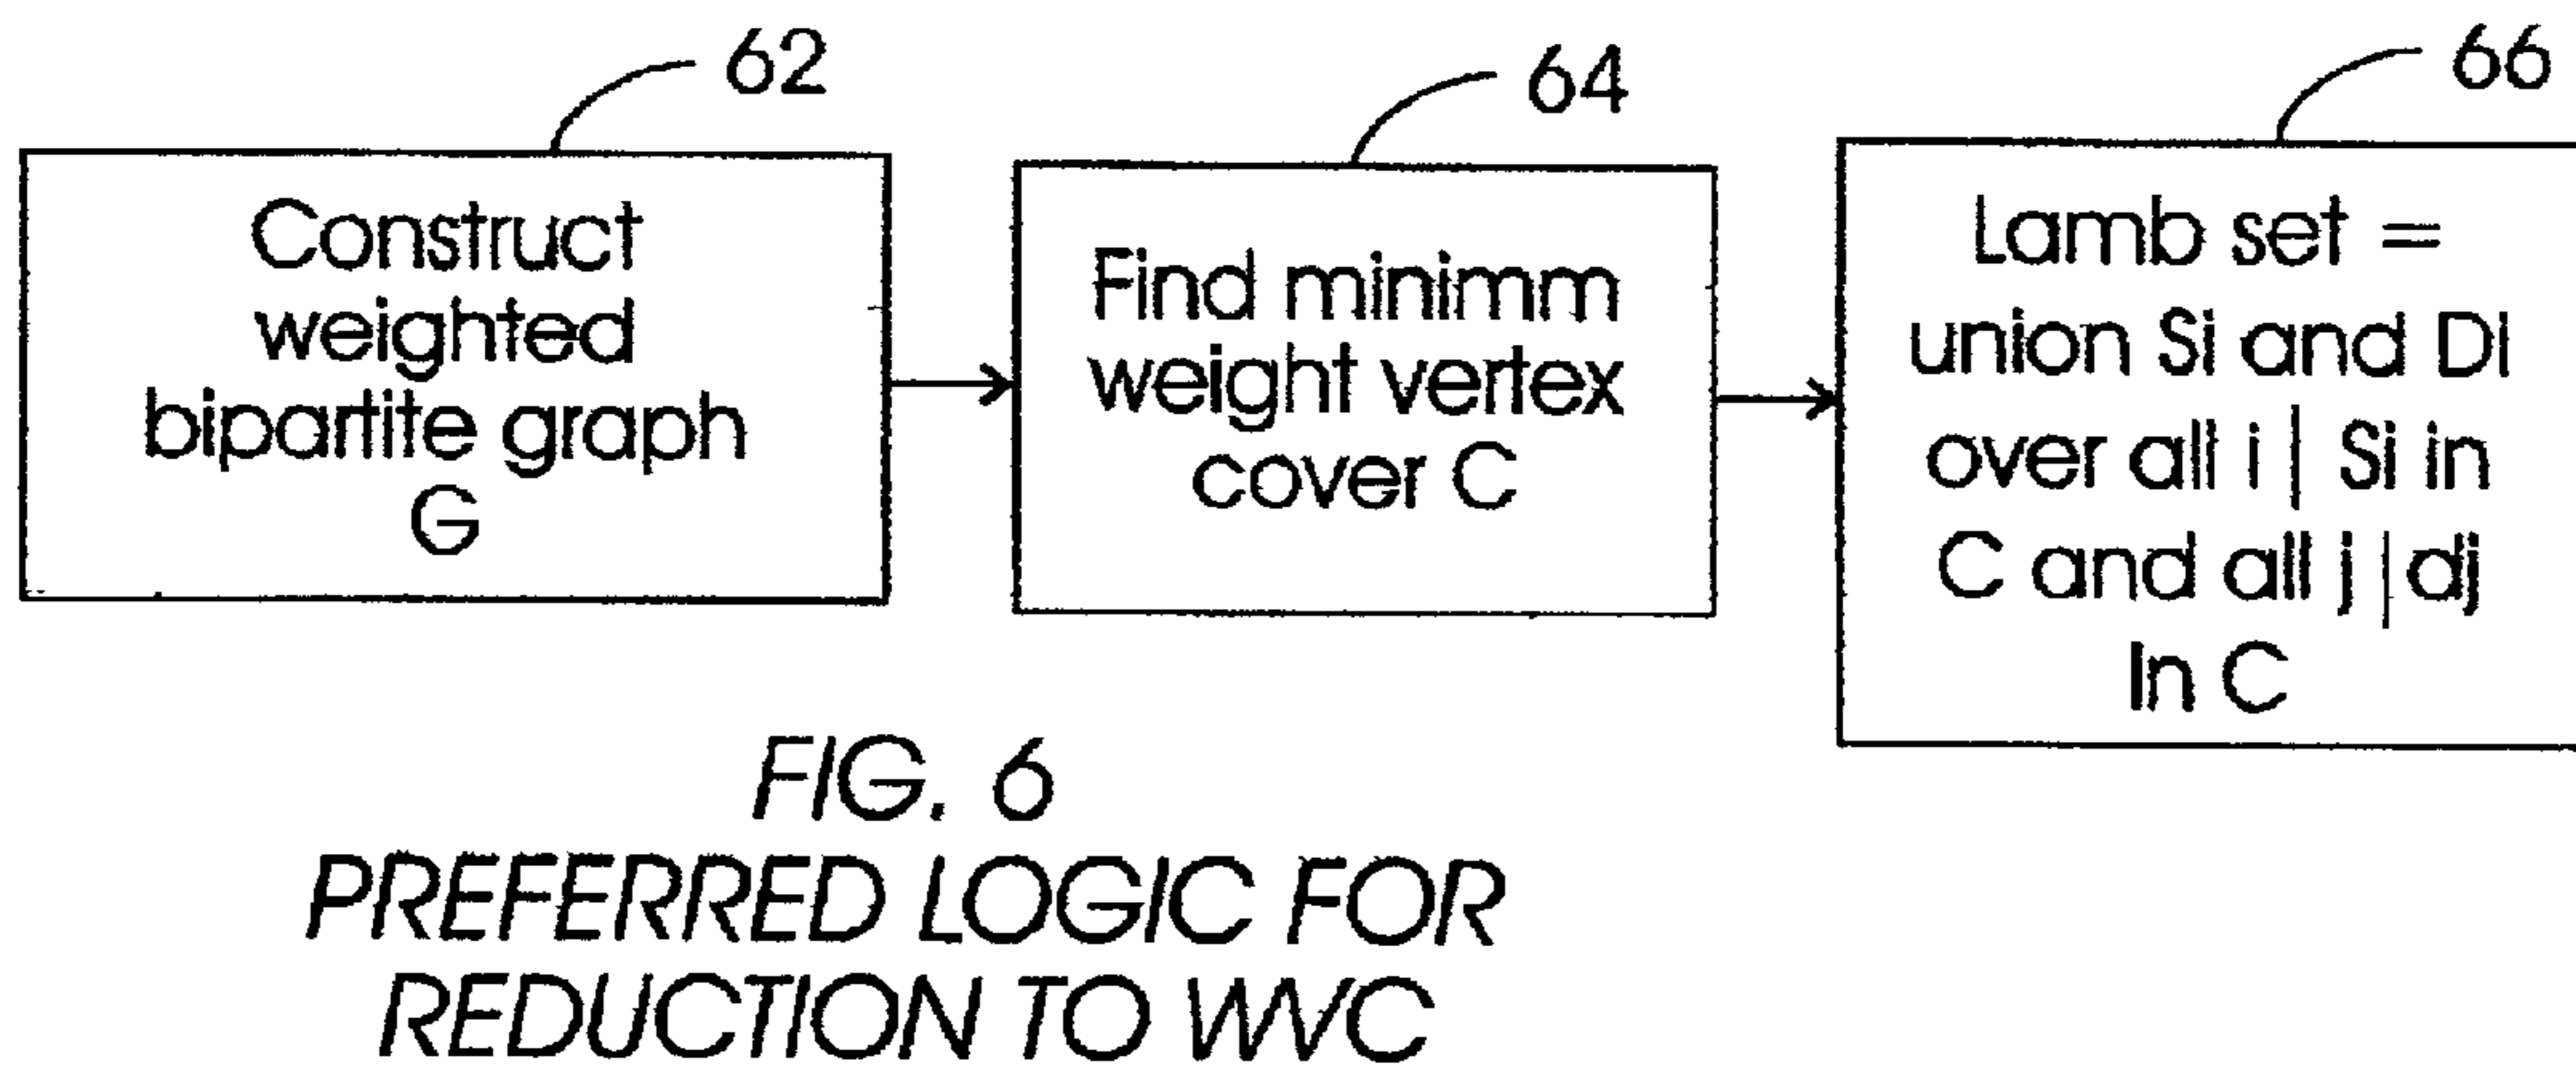 62
Construct
weighted
bipartite graph
G
64
Find minimm
weight vertex
cover C
66
Lamb set =
union Si and Di
over all i | Si in
C and all j | dj
In C
FIG. 6
PREFERRED LOGIC FOR
REDUCTION TO WVC